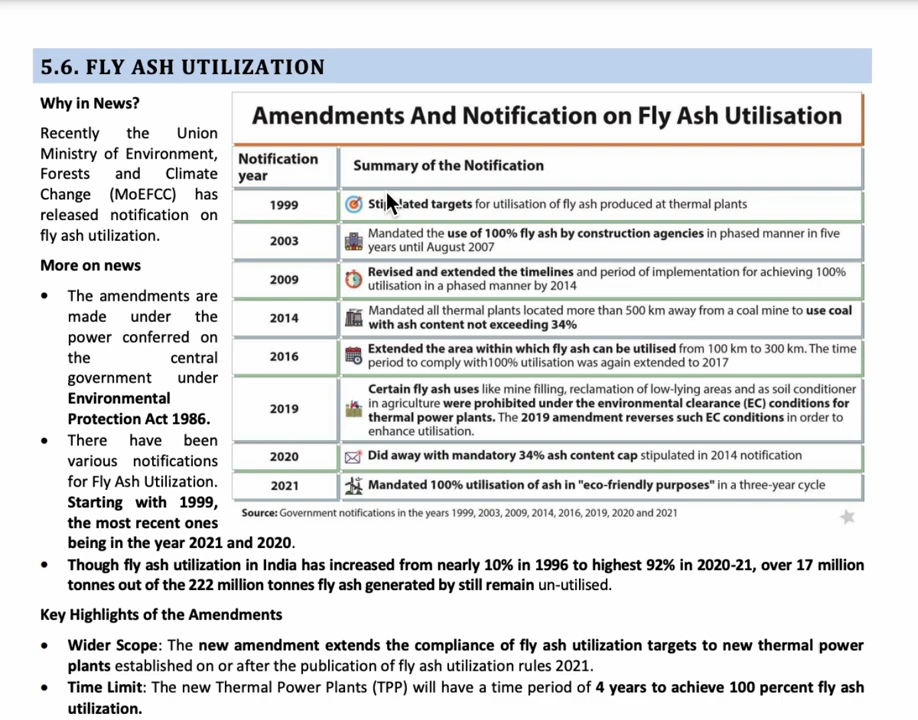 5.6. FLY ASH UTILIZATION
Why in News?
Recently the Union
Ministry of Environment,
Forests and Climate
Change (MoEFCC) has
released notification on
fly ash utilization.
More on news
• The amendments are
made under the
power conferred on
the central
government under
Environmental
Protection Act 1986.
• There have been
various notifications
for Fly Ash Utilization.
Starting with 1999,
the most recent ones
being in the year 2021 and 2020.
Amendments And Notification on Fly Ash Utilisation
Notification year Summary of the Notification
1999 Stipulated targets for utilisation of fly ash produced at thermal plants
2003 Mandated the use of 100% fly ash by construction agencies in phased manner in five
years until August 2007
2009 Revised and extended the timelines and period of implementation for achieving 100%
utilisation in a phased manner by 2014
2014 Mandated all thermal plants located more than 500 km away from a coal mine to use coal
with ash content not exceeding 34%
2016 Extended the area within which fly ash can be utilised from 100 km to 300 km. The time
period to comply with100% utilisation was again extended to 2017
2019 Certain fly ash uses like mine filling, reclamation of low-lying areas and as soil conditioner
in agriculture were prohibited under the environmental clearance (EC) conditions for
thermal power plants. The 2019 amendment reverses such EC conditions in order to
enhance utilisation.
2020 Did away with mandatory 34% ash content cap stipulated in 2014 notification
2021 Mandated 100% utilisation of ash in "eco-friendly purposes" in a three-year cycle
Source: Government notifications in the years 1999, 2003, 2009, 2014, 2016, 2019, 2020 and 2021
• Though fly ash utilization in India has increased from nearly 10% in 1996 to highest 92% in 2020-21, over 17 million
tonnes out of the 222 million tonnes fly ash generated by still remain un-utilised.
Key Highlights of the Amendments
• Wider Scope: The new amendment extends the compliance of fly ash utilization targets to new thermal power
plants established on or after the publication of fly ash utilization rules 2021.
• Time Limit: The new Thermal Power Plants (TPP) will have a time period of 4 years to achieve 100 percent fly ash
utilization.